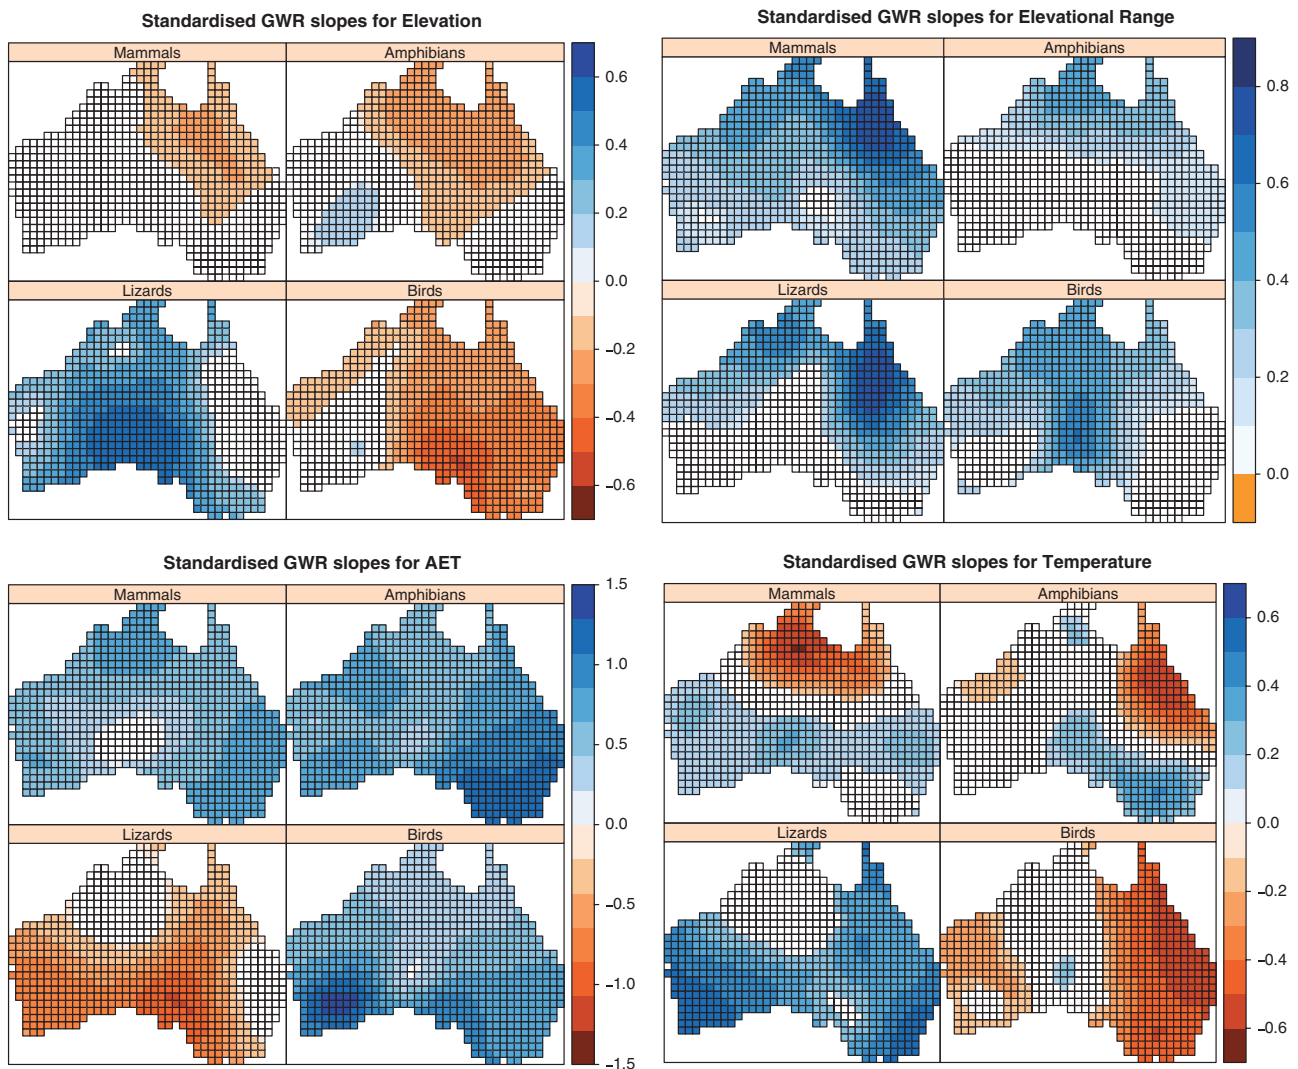 Standardised GWR slopes for Elevation
Mammals
Amphibians
Lizards
Birds
0.6
0.4
0.2
0.0
−0.2
−0.4
−0.6
Standardised GWR slopes for Elevational Range
Mammals
Amphibians
Lizards
Birds
0.8
0.6
0.4
0.2
0.0
Standardised GWR slopes for AET
Mammals
Amphibians
Lizards
Birds
1.5
1.0
0.5
0.0
−0.5
−1.0
−1.5
Standardised GWR slopes for Temperature
Mammals
Amphibians
Lizards
Birds
0.6
0.4
0.2
0.0
−0.2
−0.4
−0.6